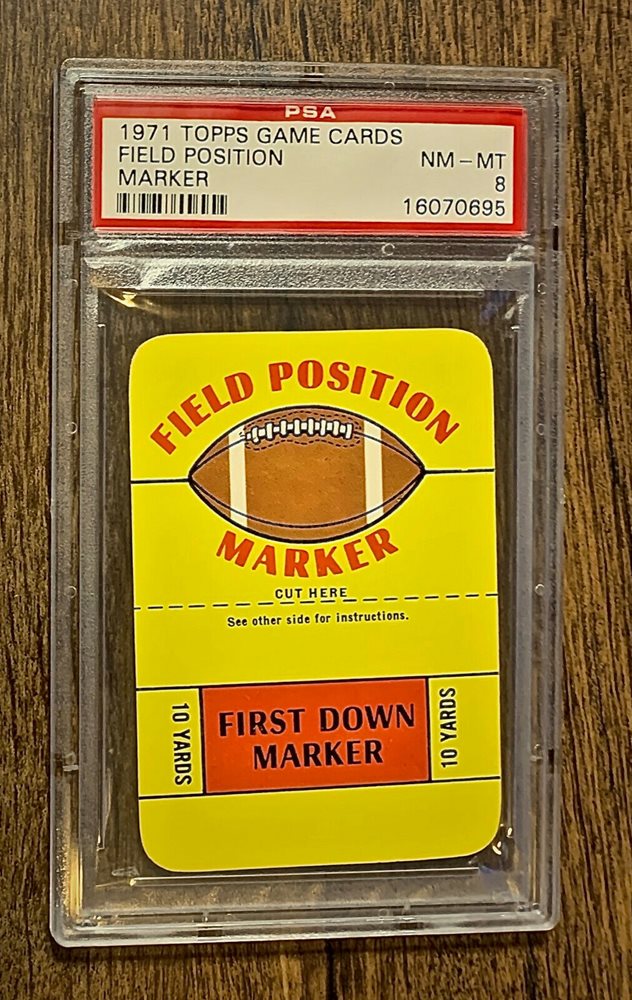 PSA
1971 TOPPS GAME CARDS
FIELD POSITION NM-MT
MARKER 8
16070695
FIELD POSITION
MARKER
CUT HERE
See other side for instructions.
10 YARDS
FIRST DOWN
MARKER
10 YARDS